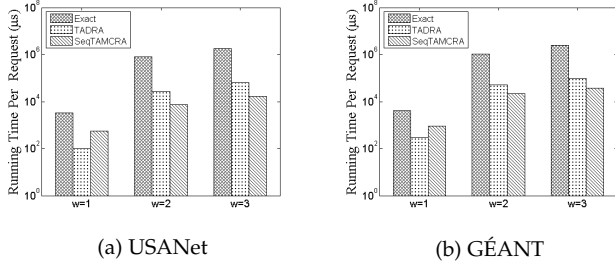 (a)
Running Time Per Request (μs)
10^8
10^6
10^4
10^2
10^0
Exact
TADRA
SeqTAMCRA
w=1
w=2
w=3
(a) USANet
(b)
Running Time Per Request (μs)
10^8
10^6
10^4
10^2
10^0
Exact
TADRA
SeqTAMCRA
w=1
w=2
w=3
(b) GÉANT